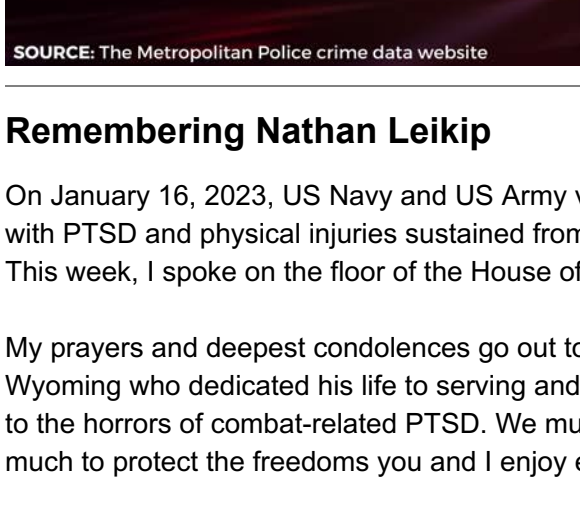 SOURCE: The Metropolitan Police crime data website
Remembering Nathan Leikip
On January 16, 2023, US Navy and US Army
with PTSD and physical injuries sustained from
This week, I spoke on the floor of the House of
My prayers and deepest condolences go out to
Wyoming who dedicated his life to serving and
to the horrors of combat-related PTSD. We mu
much to protect the freedoms you and I enjoy